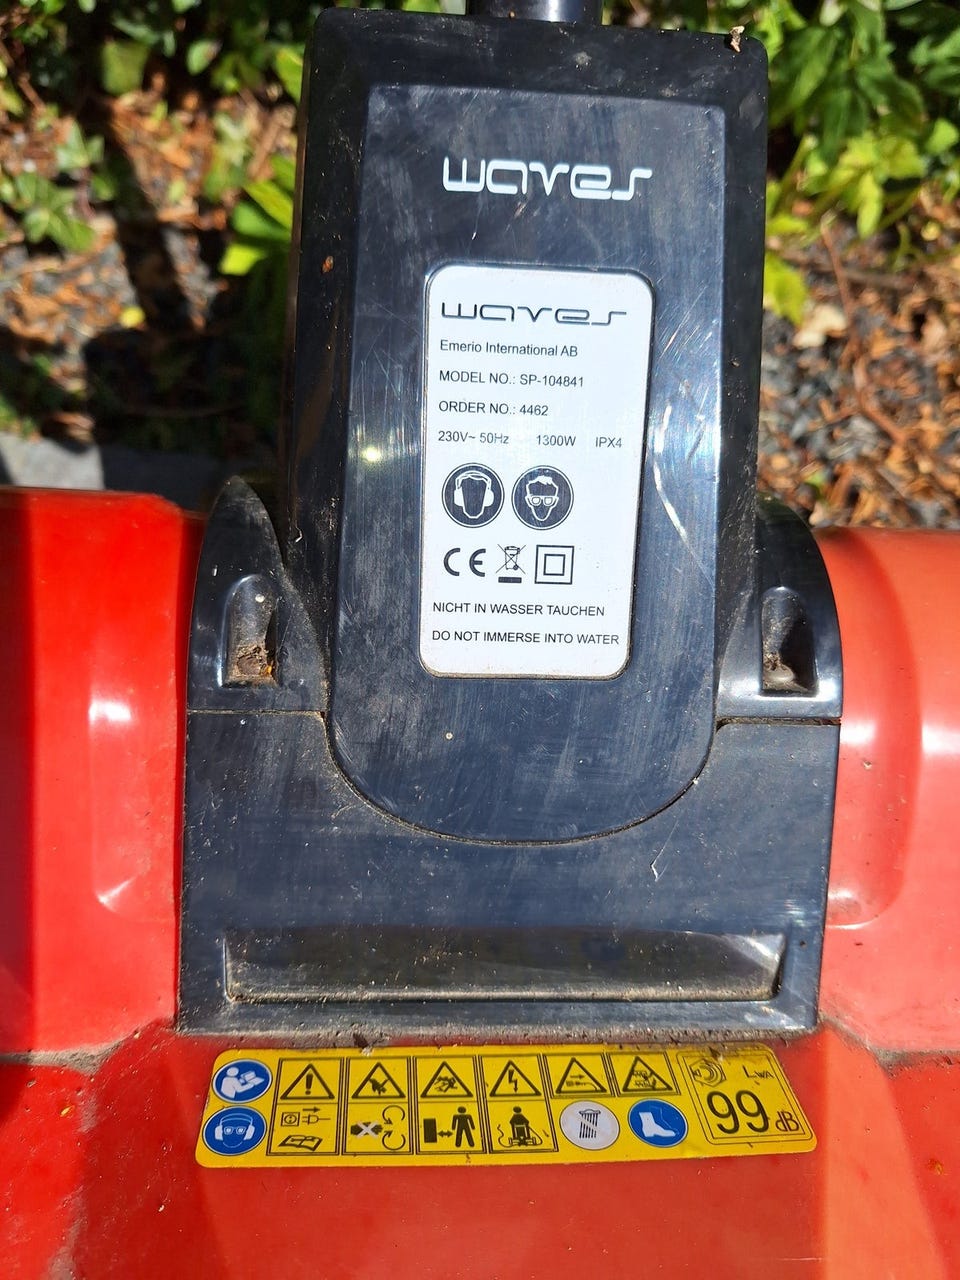 waves
waves
Emerio International AB
MODEL NO.: SP-104841
ORDER NO.: 4462
230V~ 50Hz 1300W IPX4
CE
NICHT IN WASSER TAUCHEN
DO NOT IMMERSE INTO WATER
LWA
99 dB